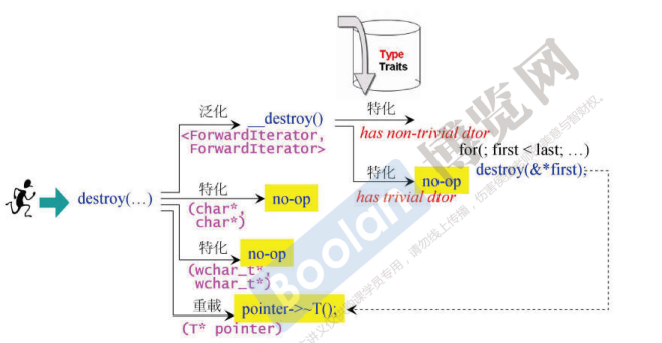 Type
Traits
泛化
__destroy()
<ForwardIterator,
ForwardIterator>
特化
has non-trivial dtor
for(; first < last; …)
destroy(&*first);
特化
no-op
has trivial dtor
destroy(…)
特化
no-op
(char*,
char*)
特化
no-op
(wchar_t*,
wchar_t*)
重載
pointer->~T();
(T* pointer)
Boolan 博览网